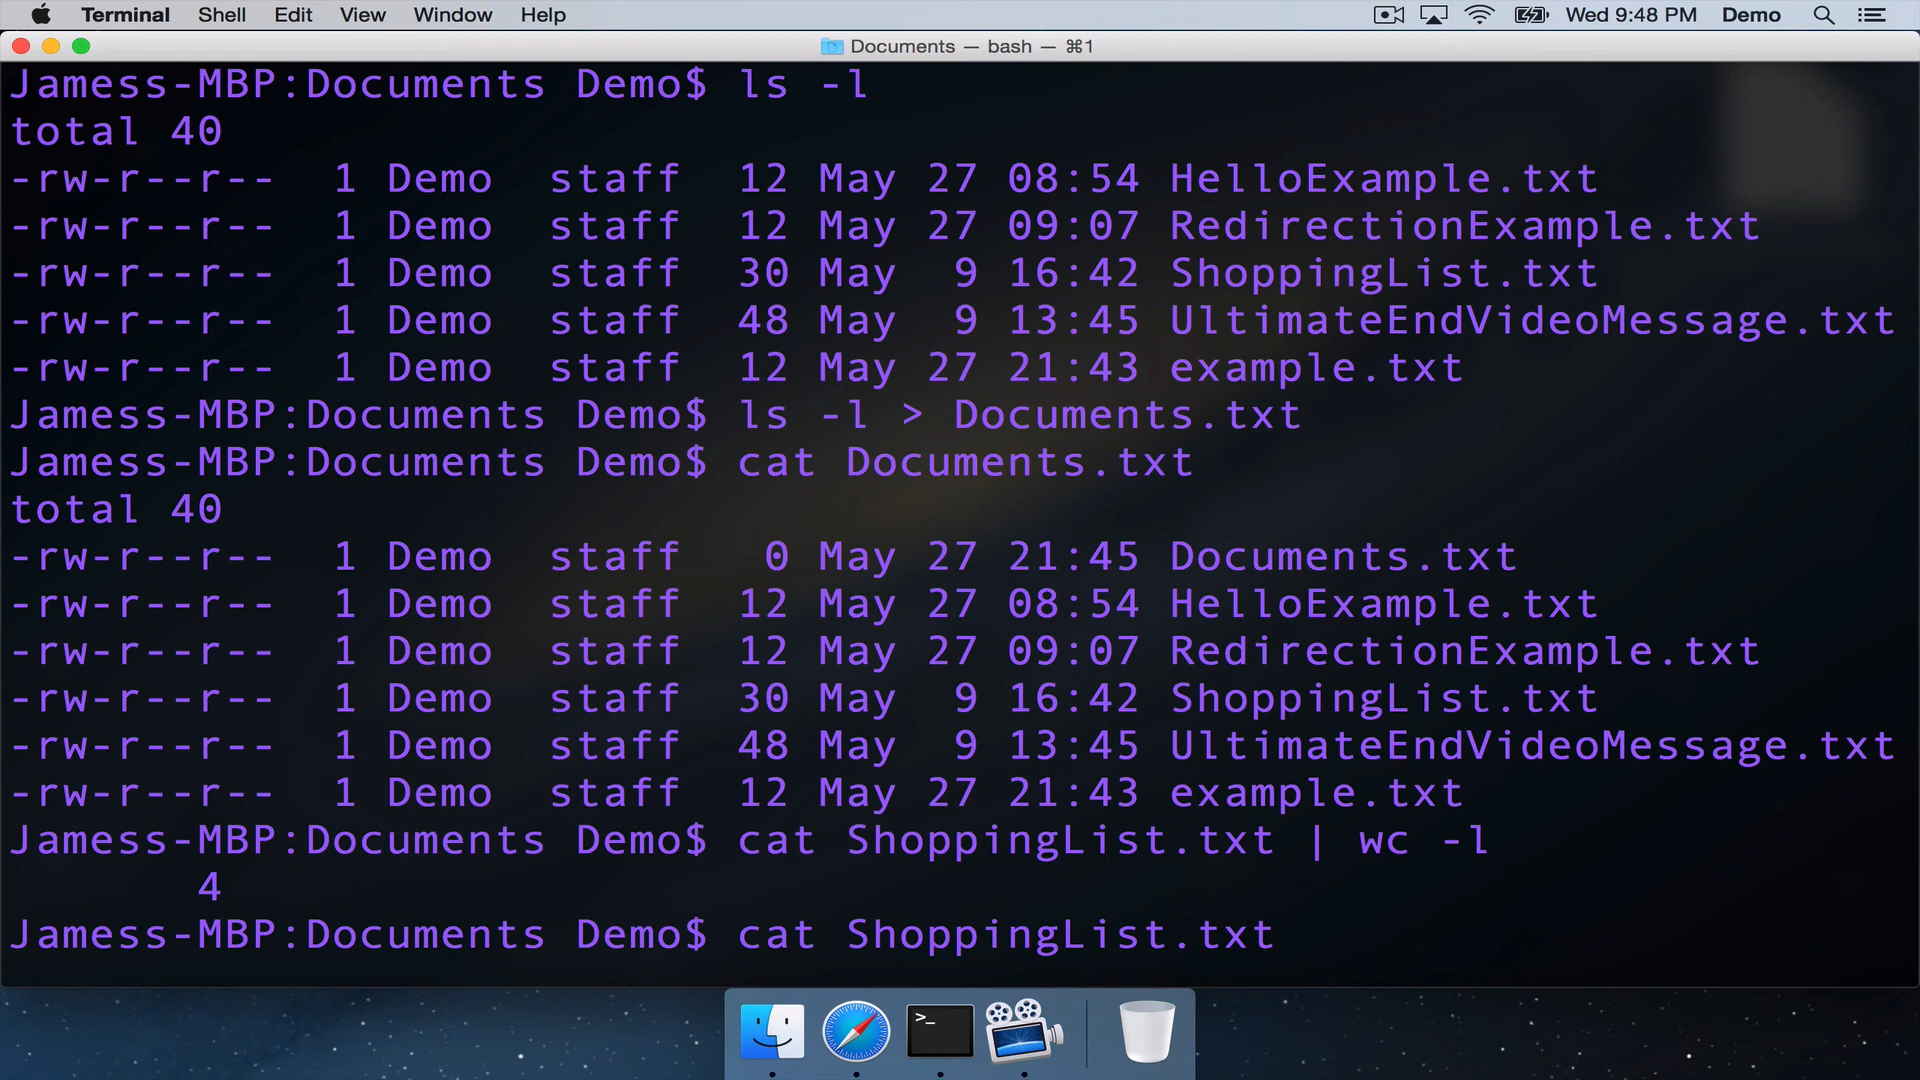 Terminal Shell Edit View Window Help Wed 9:48 PM Demo
Documents — bash — ⌘1
Jamess-MBP:Documents Demo$ ls -l
total 40
-rw-r--r--  1 Demo  staff  12 May 27 08:54 HelloExample.txt
-rw-r--r--  1 Demo  staff  12 May 27 09:07 RedirectionExample.txt
-rw-r--r--  1 Demo  staff  30 May  9 16:42 ShoppingList.txt
-rw-r--r--  1 Demo  staff  48 May  9 13:45 UltimateEndVideoMessage.txt
-rw-r--r--  1 Demo  staff  12 May 27 21:43 example.txt
Jamess-MBP:Documents Demo$ ls -l > Documents.txt
Jamess-MBP:Documents Demo$ cat Documents.txt
total 40
-rw-r--r--  1 Demo  staff   0 May 27 21:45 Documents.txt
-rw-r--r--  1 Demo  staff  12 May 27 08:54 HelloExample.txt
-rw-r--r--  1 Demo  staff  12 May 27 09:07 RedirectionExample.txt
-rw-r--r--  1 Demo  staff  30 May  9 16:42 ShoppingList.txt
-rw-r--r--  1 Demo  staff  48 May  9 13:45 UltimateEndVideoMessage.txt
-rw-r--r--  1 Demo  staff  12 May 27 21:43 example.txt
Jamess-MBP:Documents Demo$ cat ShoppingList.txt | wc -l
       4
Jamess-MBP:Documents Demo$ cat ShoppingList.txt
>_